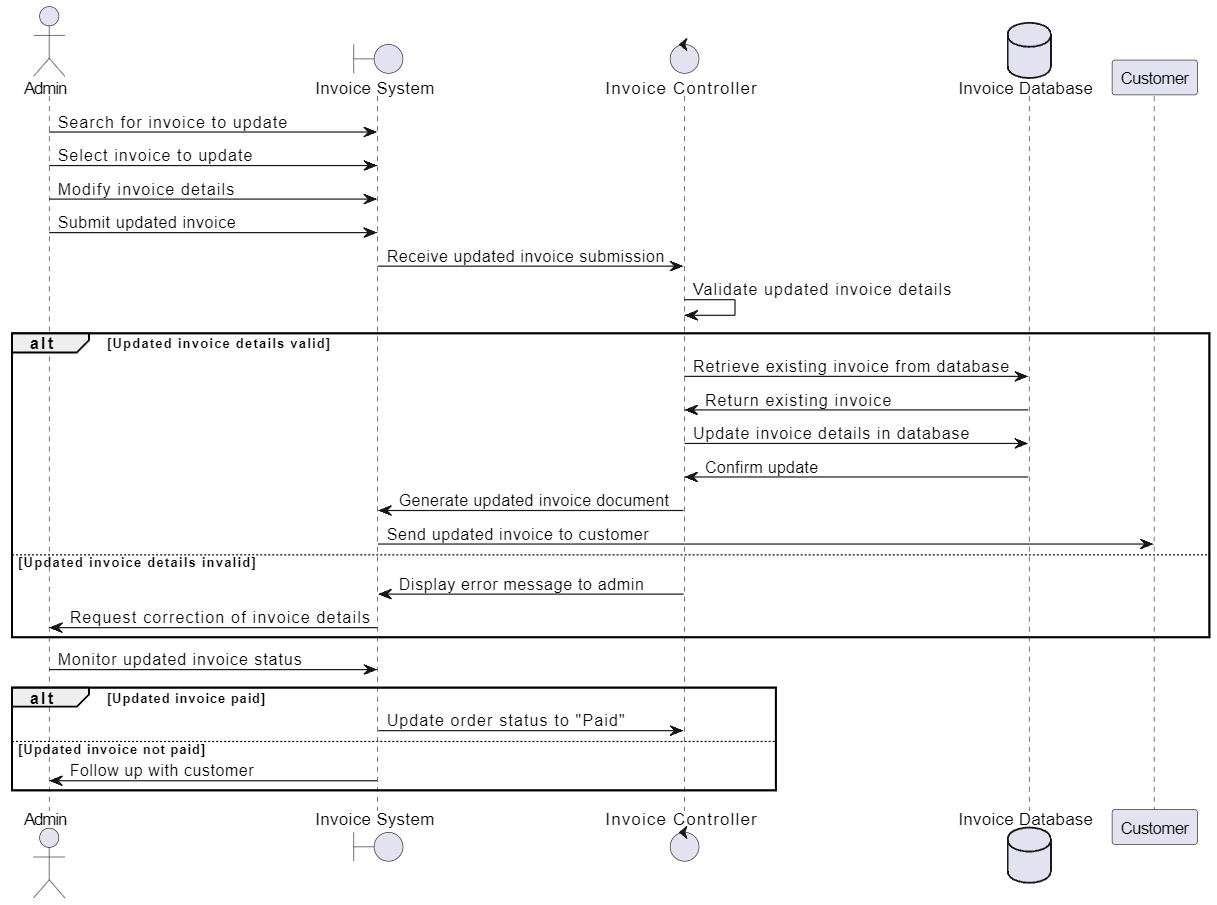 Admin
Invoice System
Invoice Controller
Invoice Database
Customer
Search for invoice to update
Select invoice to update
Modify invoice details
Submit updated invoice
Receive updated invoice submission
Validate updated invoice details
alt [Updated invoice details valid]
Retrieve existing invoice from database
Return existing invoice
Update invoice details in database
Confirm update
Generate updated invoice document
Send updated invoice to customer
[Updated invoice details invalid]
Display error message to admin
Request correction of invoice details
Monitor updated invoice status
alt [Updated invoice paid]
Update order status to "Paid"
[Updated invoice not paid]
Follow up with customer
Admin
Invoice System
Invoice Controller
Invoice Database
Customer